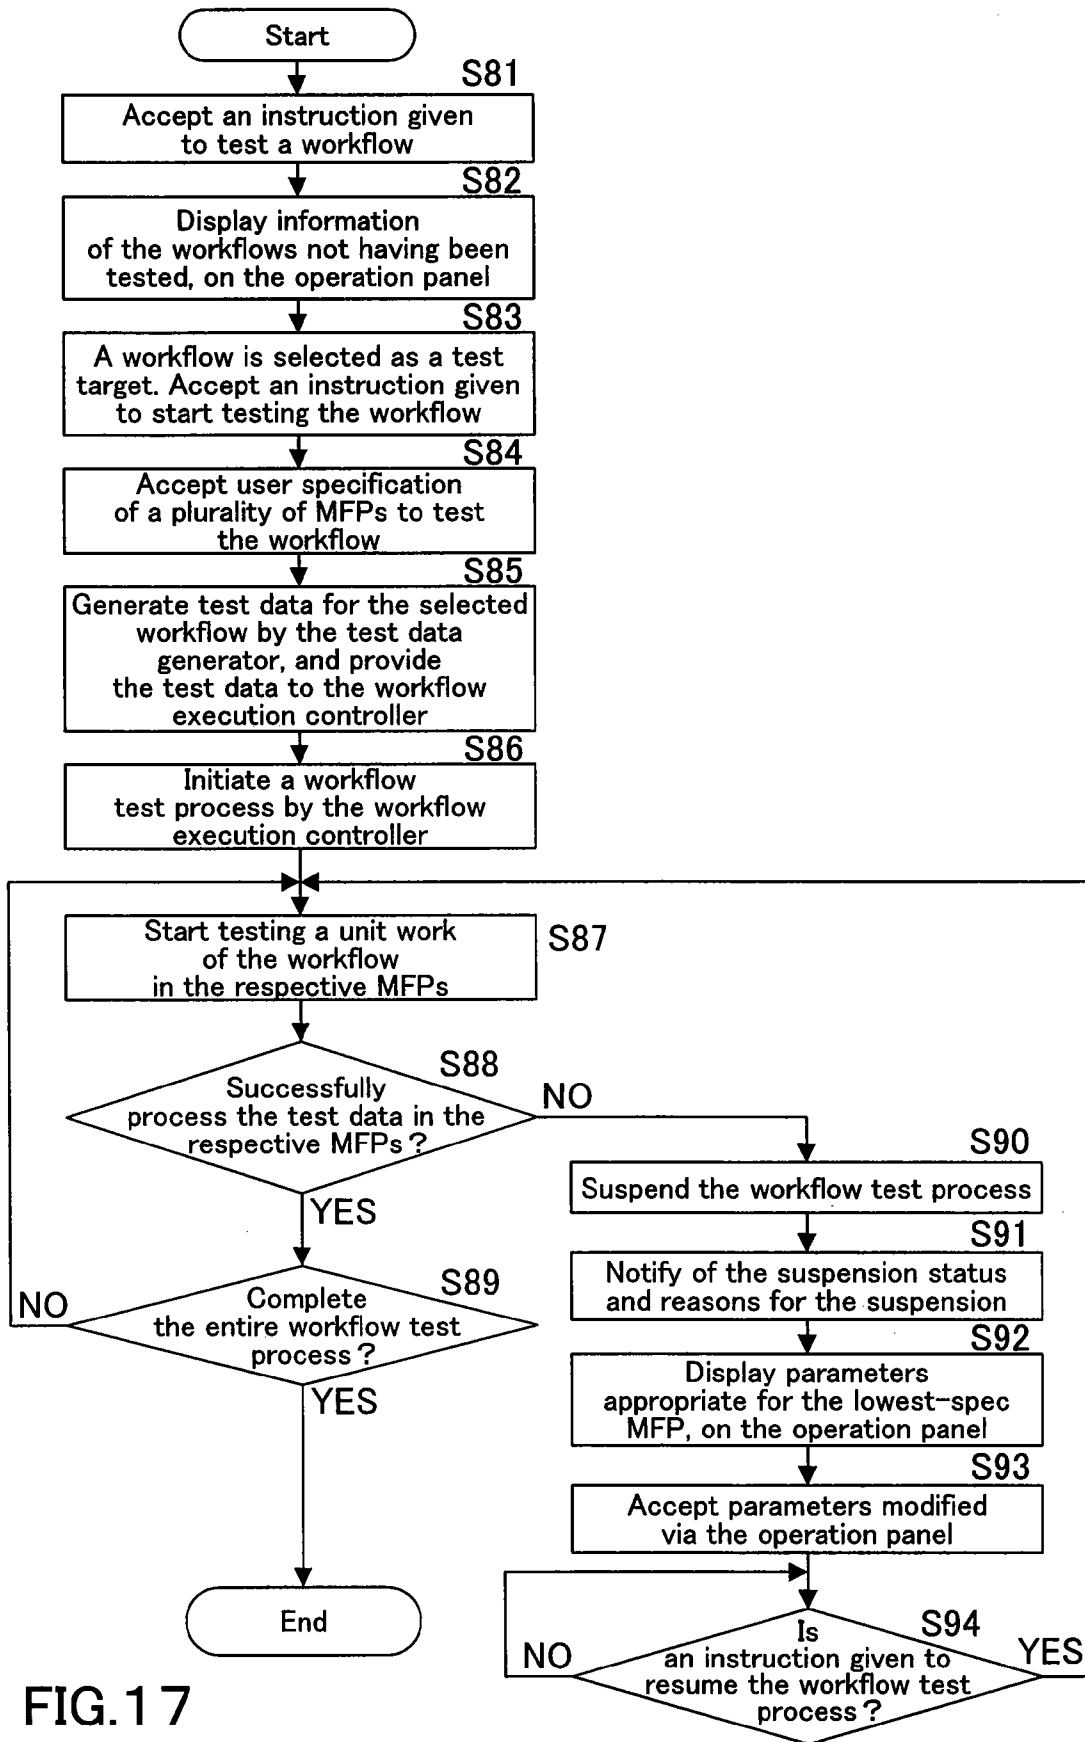 Start
S81
Accept an instruction given
to test a workflow
S82
Display information
of the workflows not having been
tested, on the operation panel
S83
A workflow is selected as a test
target. Accept an instruction given
to start testing the workflow
S84
Accept user specification
of a plurality of MFPs to test
the workflow
S85
Generate test data for the selected
workflow by the test data
generator, and provide
the test data to the workflow
execution controller
S86
Initiate a workflow
test process by the workflow
execution controller
Start testing a unit work
of the workflow
in the respective MFPs
S87
S88
Successfully
process the test data in the
respective MFPs?
NO
YES
S89
Complete
the entire workflow test
process?
NO
YES
End
S90
Suspend the workflow test process
S91
Notify of the suspension status
and reasons for the suspension
S92
Display parameters
appropriate for the lowest-spec
MFP, on the operation panel
S93
Accept parameters modified
via the operation panel
S94
Is
an instruction given to
resume the workflow test
process?
NO
YES
FIG.17